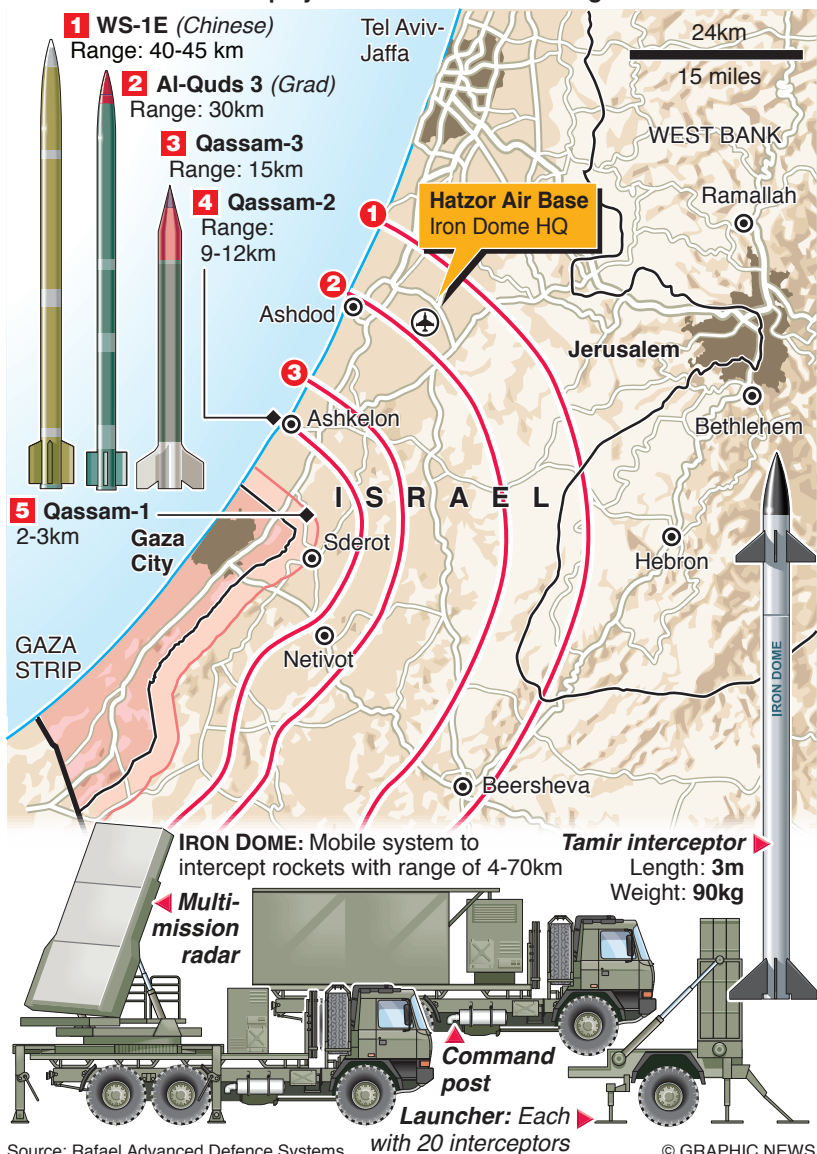 1 WS-1E (Chinese)
Range: 40-45 km
2 Al-Quds 3 (Grad)
Range: 30km
3 Qassam-3
Range: 15km
4 Qassam-2
Range:
9-12km
5 Qassam-1
2-3km
Tel Aviv-
Jaffa
24km
15 miles
WEST BANK
Ramallah
Hatzor Air Base
Iron Dome HQ
1
2
Ashdod
Jerusalem
3
Ashkelon
Bethlehem
ISRAEL
Gaza
City
Sderot
Hebron
GAZA
STRIP
Netivot
IRON DOME
Beersheva
IRON DOME: Mobile system to
intercept rockets with range of 4-70km
Tamir interceptor
Length: 3m
Weight: 90kg
Multi-
mission
radar
Command
post
Launcher: Each
with 20 interceptors
Source: Rafael Advanced Defence Systems
© GRAPHIC NEWS